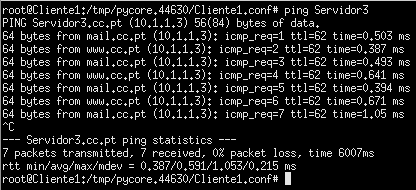 root@Cliente1:/tmp/pycore.44630/Cliente1.conf# ping Servidor3
PING Servidor3.cc.pt (10.1.1.3) 56(84) bytes of data.
64 bytes from mail.cc.pt (10.1.1.3): icmp_req=1 ttl=62 time=0.503 ms
64 bytes from www.cc.pt (10.1.1.3): icmp_req=2 ttl=62 time=0.387 ms
64 bytes from www.cc.pt (10.1.1.3): icmp_req=3 ttl=62 time=0.493 ms
64 bytes from mail.cc.pt (10.1.1.3): icmp_req=4 ttl=62 time=0.641 ms
64 bytes from mail.cc.pt (10.1.1.3): icmp_req=5 ttl=62 time=0.394 ms
64 bytes from www.cc.pt (10.1.1.3): icmp_req=6 ttl=62 time=0.671 ms
64 bytes from mail.cc.pt (10.1.1.3): icmp_req=7 ttl=62 time=1.05 ms
^C
--- Servidor3.cc.pt ping statistics ---
7 packets transmitted, 7 received, 0% packet loss, time 6007ms
rtt min/avg/max/mdev = 0.387/0.591/1.053/0.215 ms
root@Cliente1:/tmp/pycore.44630/Cliente1.conf#